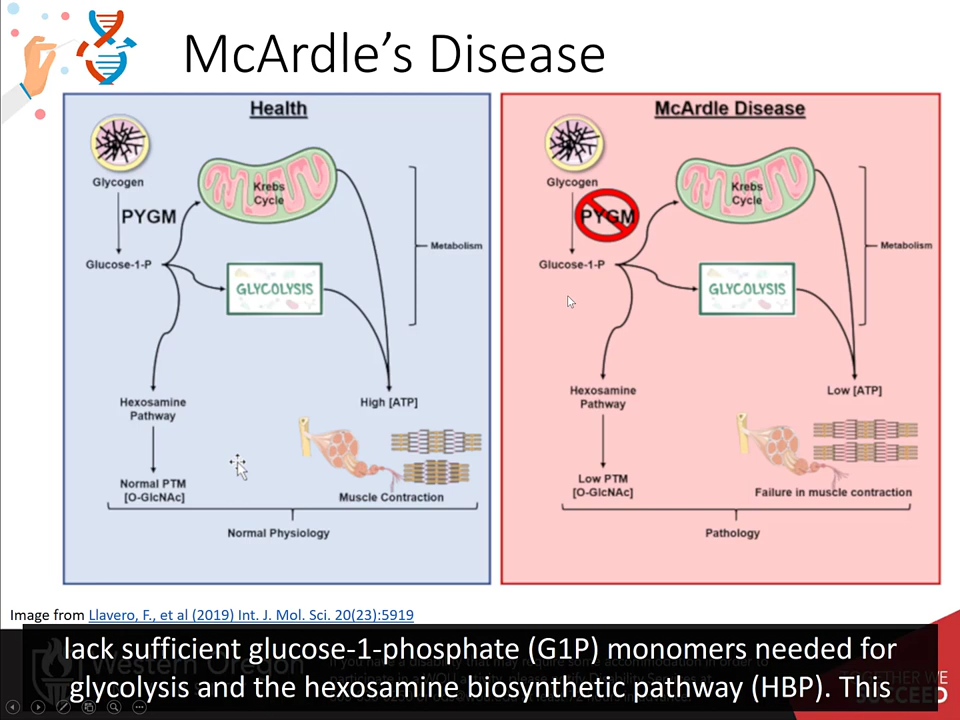 McArdle's Disease
Health
Glycogen
PYGM
Glucose-1-P
Krebs
Cycle
GLYCOLYSIS
Metabolism
Hexosamine
Pathway
High [ATP]
Normal PTM
[O-GlcNAc]
Muscle Contraction
Normal Physiology
McArdle Disease
Glycogen
PYGM
Glucose-1-P
Krebs
Cycle
GLYCOLYSIS
Metabolism
Hexosamine
Pathway
Low [ATP]
Low PTM
[O-GlcNAc]
Failure in muscle contraction
Pathology
Image from Llavero, F., et al (2019) Int. J. Mol. Sci. 20(23):5919
lack sufficient glucose-1-phosphate (G1P) monomers needed for
glycolysis and the hexosamine biosynthetic pathway (HBP). This
Western Oregon
SUCCEED